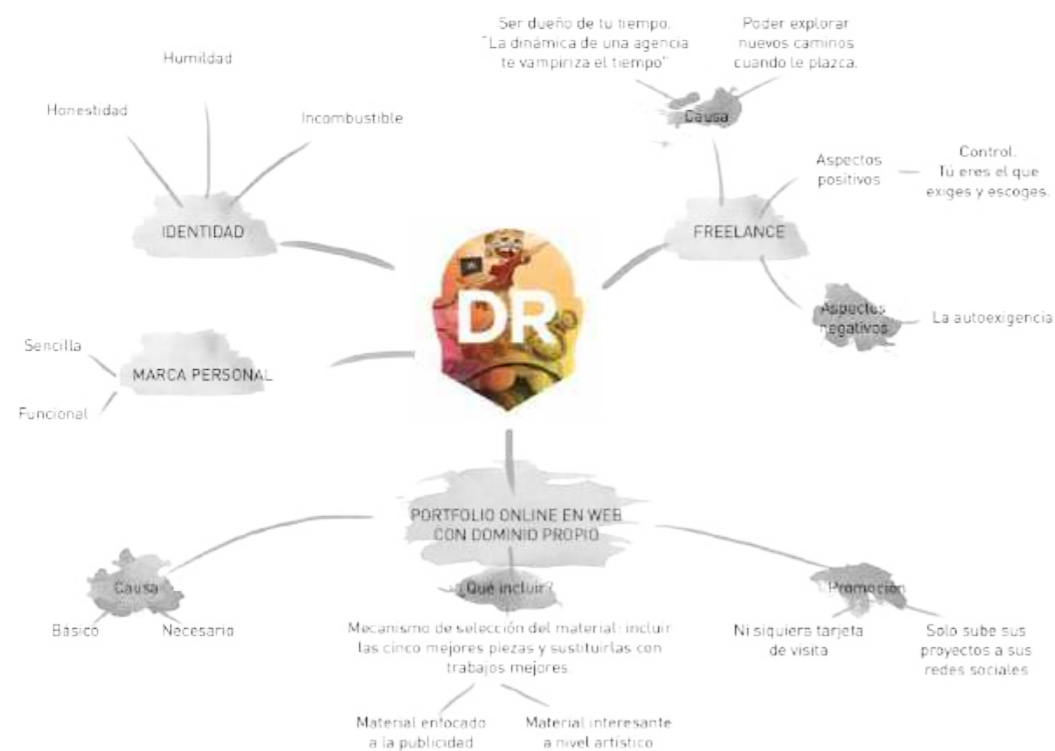 Ser dueño de tu tiempo.
"La dinámica de una agencia
te vampiriza el tiempo"
Poder explorar
nuevos caminos
cuando le plazca.
Causa
Humildad
Honestidad
Incombustible
IDENTIDAD
Aspectos
positivos
Control.
Tú eres el que
exiges y escoges.
FREELANCE
Aspectos
negativos
La autoexigencia
DR
Sencilla
MARCA PERSONAL
Funcional
PORTFOLIO ONLINE EN WEB
CON DOMINIO PROPIO
Causa
Básico
Necesario
¿Qué incluir?
Mecanismo de selección del material: incluir
las cinco mejores piezas y sustituirlas con
trabajos mejores.
Material enfocado
a la publicidad
Material interesante
a nivel artístico
Promoción
Ni siquiera tarjeta
de visita
Solo sube sus
proyectos a sus
redes sociales